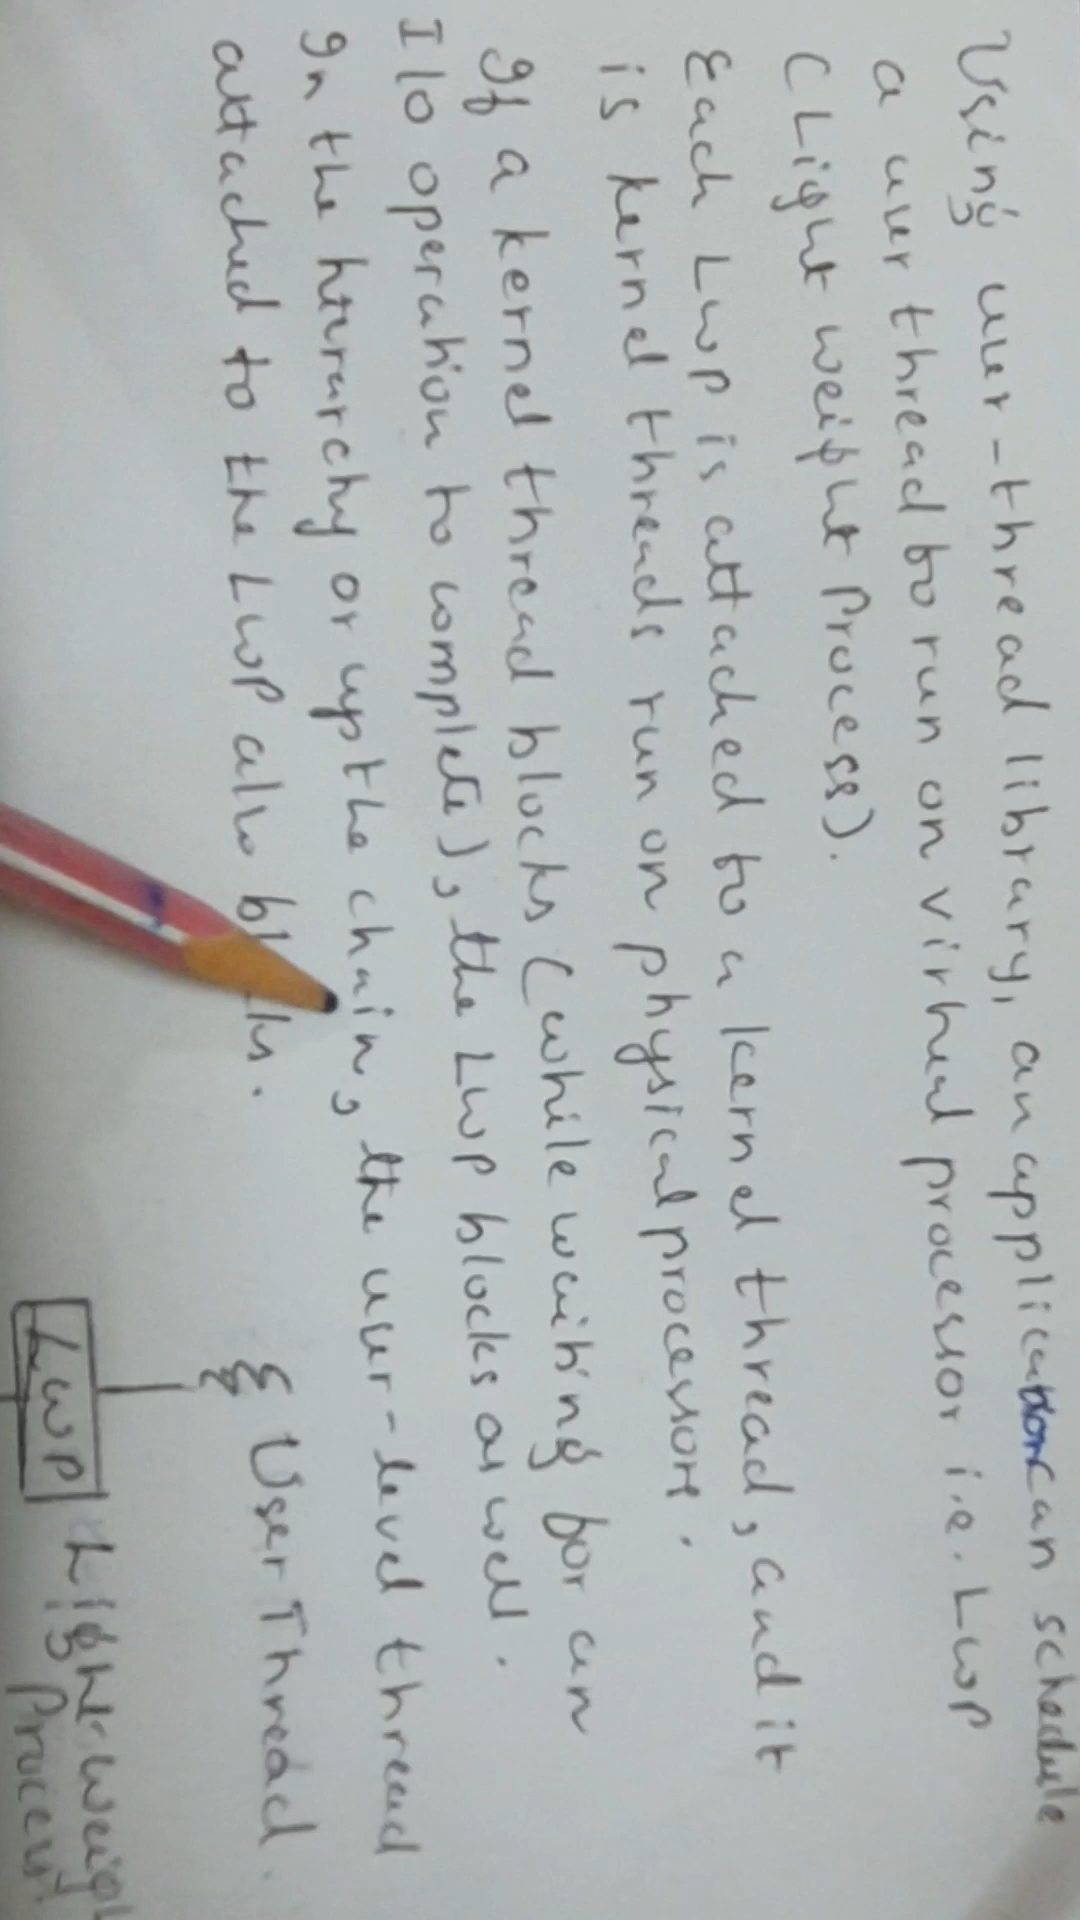 Using user-thread library, an application can schedule
a user thread to run on virtual processor i.e. LWP
(Light weight Process).
Each LWP is attached to a kernel thread, and it
is kernel threads run on physical processors.
If a kernel thread blocks (while waiting for an
I/O operation to complete), the LWP blocks as well.
In the hierarchy or up the chain, the user-level thread
attached to the LWP also
User Thread.
LWP Light-weight
Process